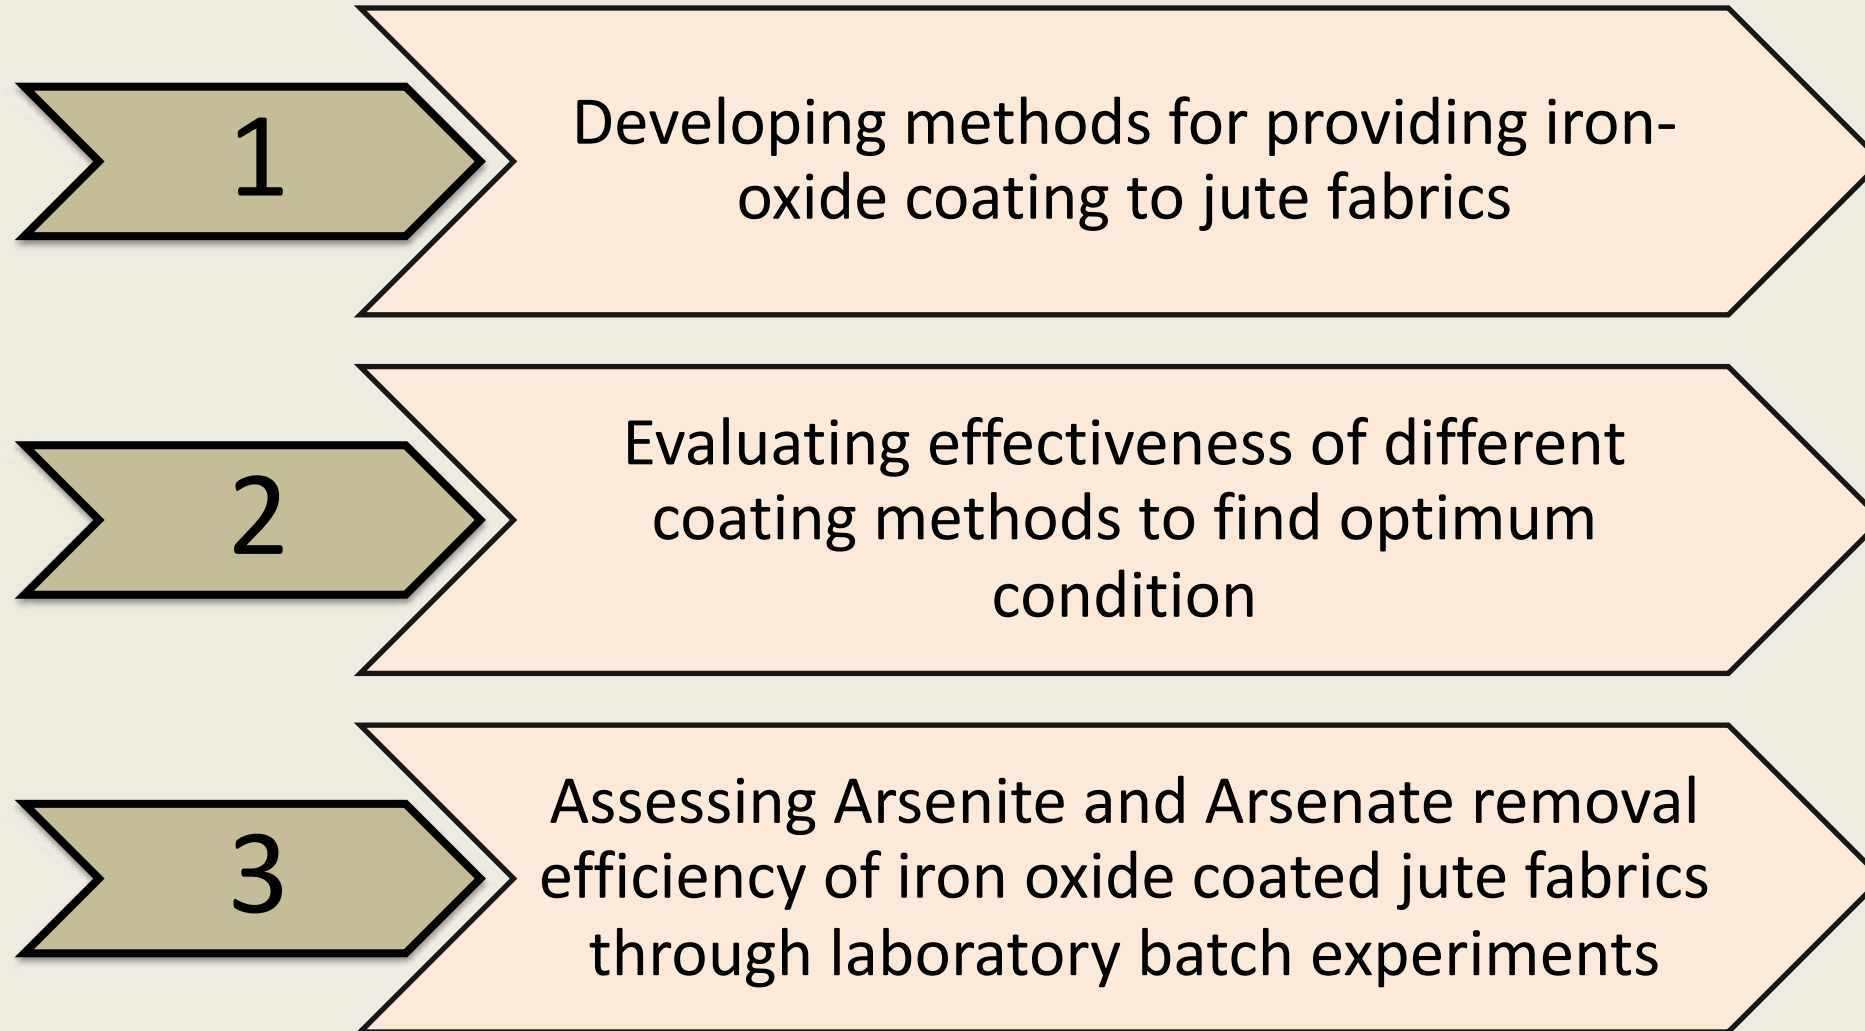 1
Developing methods for providing iron-
oxide coating to jute fabrics
2
Evaluating effectiveness of different
coating methods to find optimum
condition
3
Assessing Arsenite and Arsenate removal
efficiency of iron oxide coated jute fabrics
through laboratory batch experiments